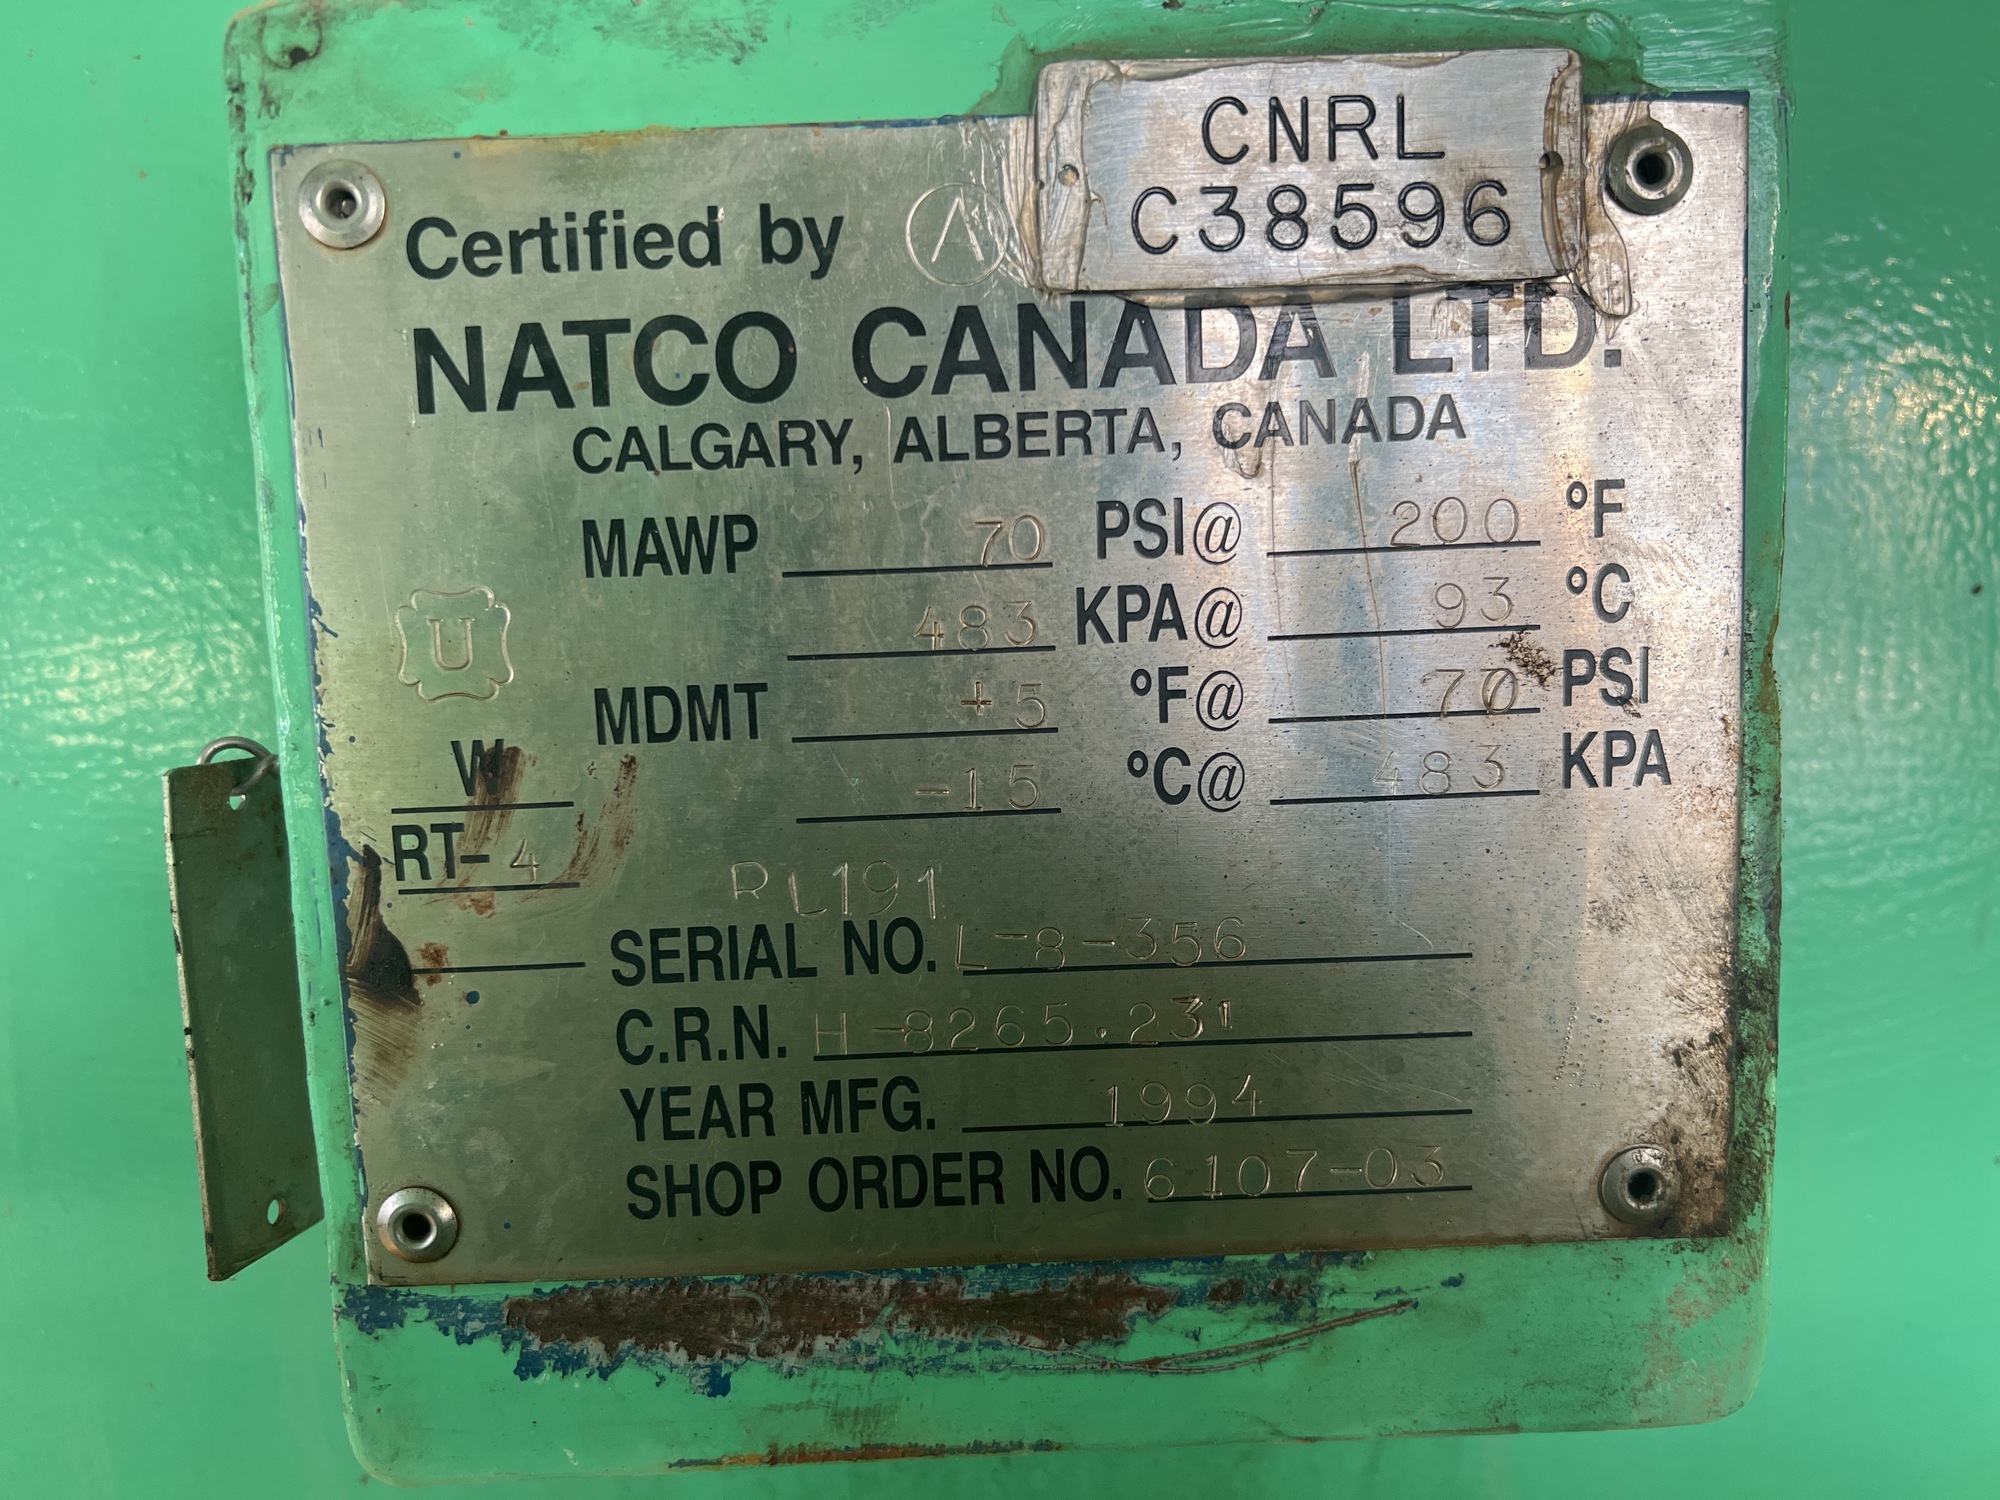 CNRL
C38596
Certified by A
NATCO CANADA LTD.
CALGARY, ALBERTA, CANADA
MAWP 70 PSI@ 200 °F
483 KPA@ 93 °C
U
MDMT +5 °F@ 70 PSI
W
-15 °C@ 483 KPA
RT-4
RL191
SERIAL NO. L-8-356
C.R.N. H-8265.231
YEAR MFG. 1994
SHOP ORDER NO. 6107-03